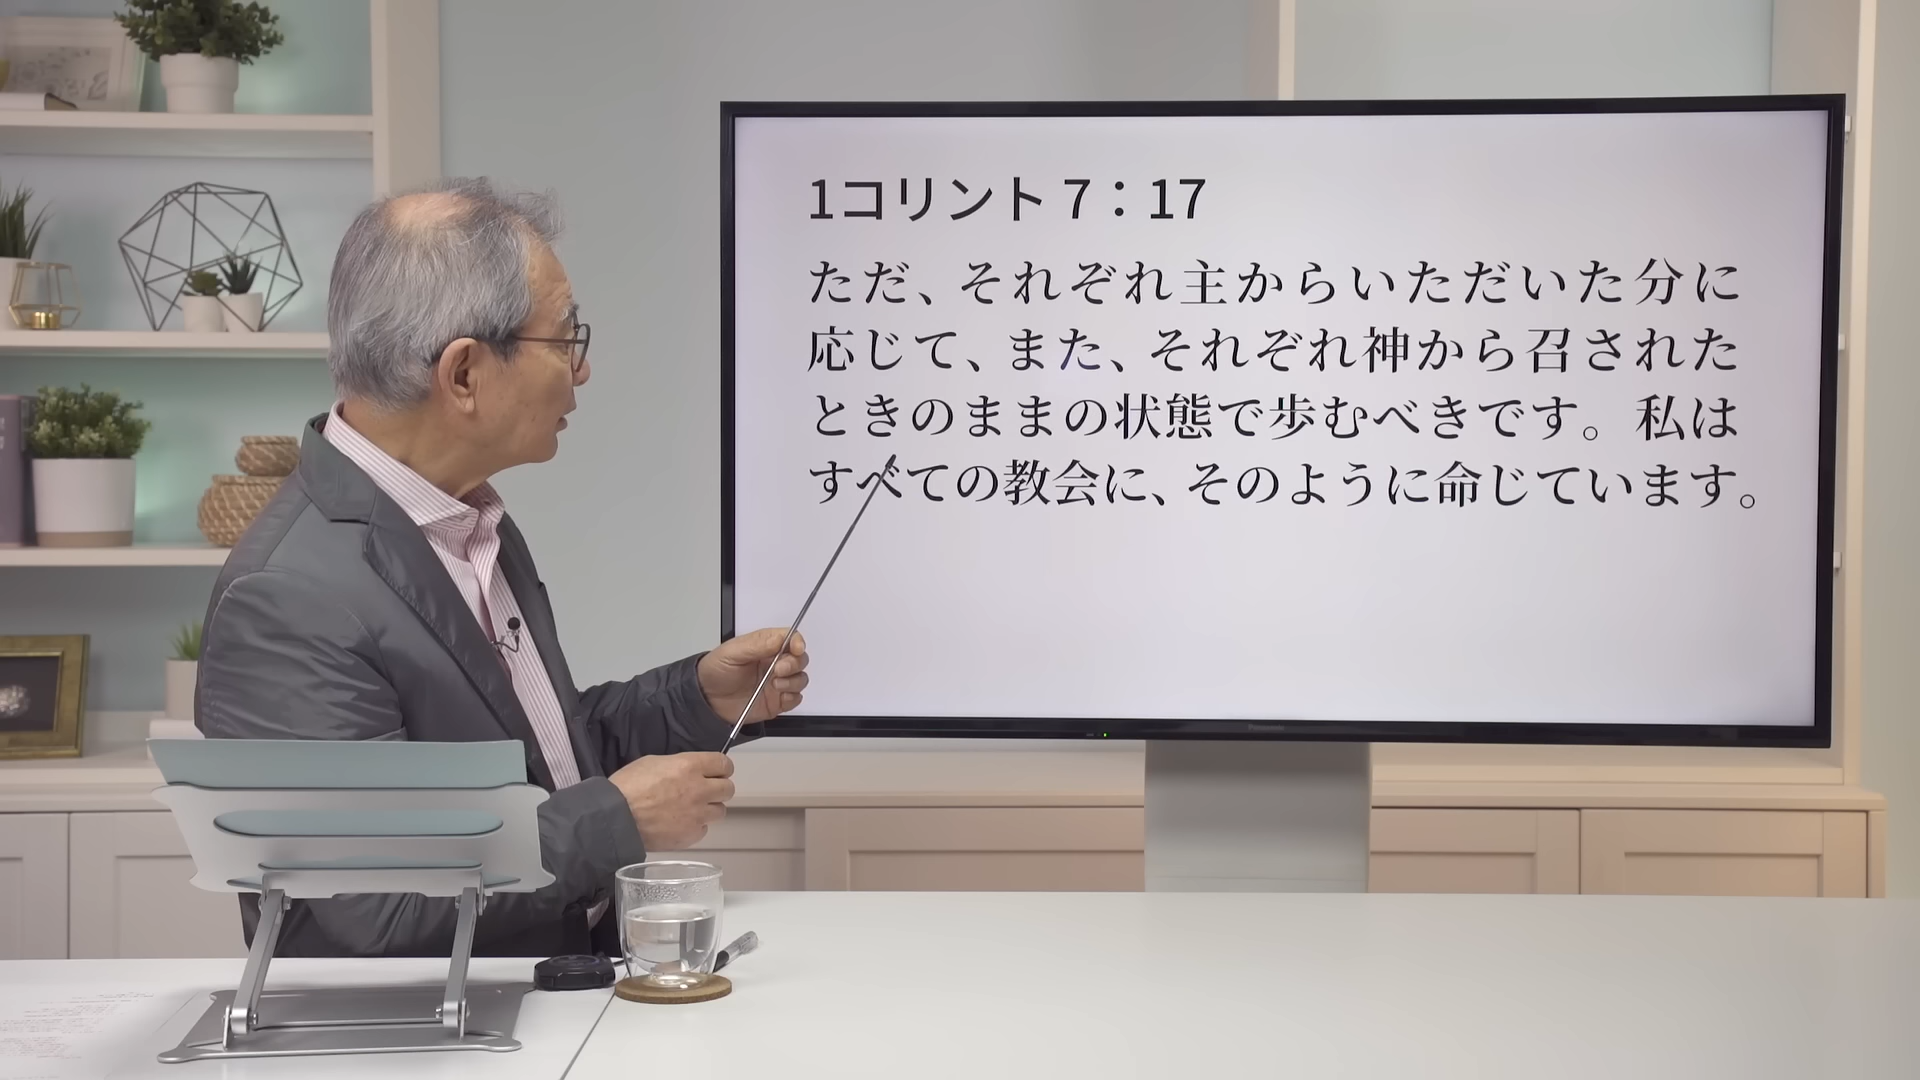 1コリント 7：17
ただ、それぞれ主からいただいた分に
応じて、また、それぞれ神から召された
ときのままの状態で歩むべきです。私は
すべての教会に、そのように命じています。